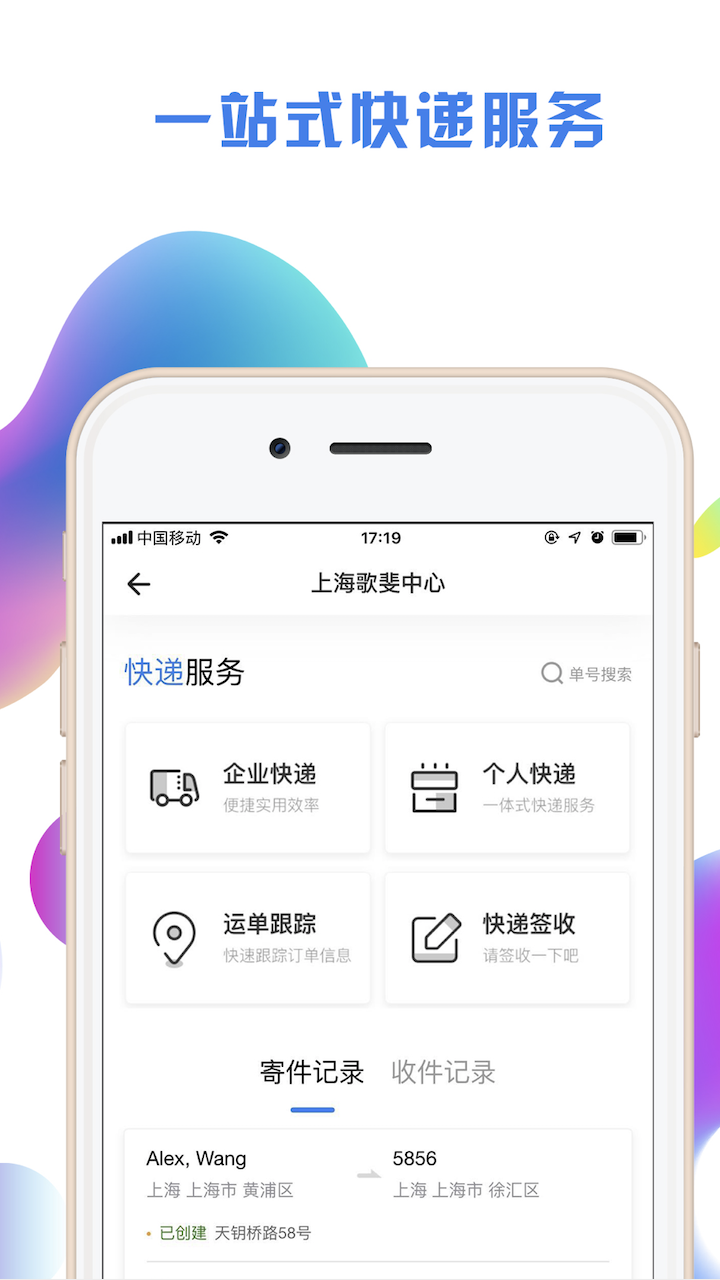 一站式快递服务
中国移动 17:19
上海歌斐中心
快递服务 单号搜索
企业快递 个人快递
便捷实用效率 一体式快递服务
运单跟踪 快递签收
快速跟踪订单信息 请签收一下吧
寄件记录 收件记录
Alex, Wang 5856
上海 上海市 黄浦区 上海 上海市 徐汇区
已创建 天钥桥路58号